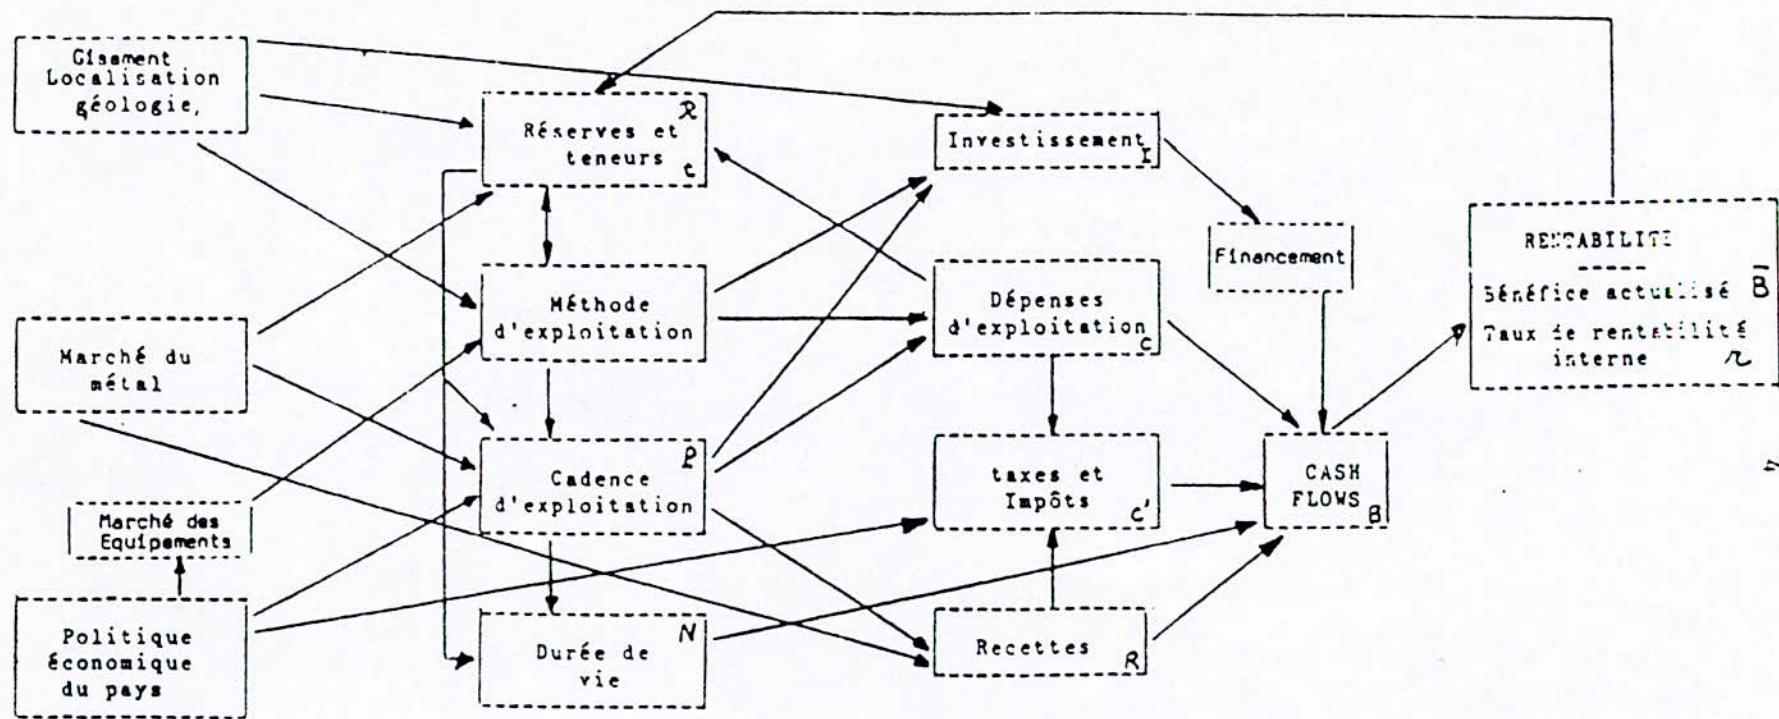 Gisement
Localisation
géologie,
Réserves et
teneurs
R
t
Investissement
I
Financement
RENTABILITE
Bénéfice actualisé B
Taux de rentabilité
interne r
Méthode
d'exploitation
Dépenses
d'exploitation
c
Marché du
métal
Cadence
d'exploitation
P
taxes et
Impôts
c'
CASH
FLOWS
B
4
Marché des
Equipements
Politique
économique
du pays
Durée de
vie
N
Recettes
R